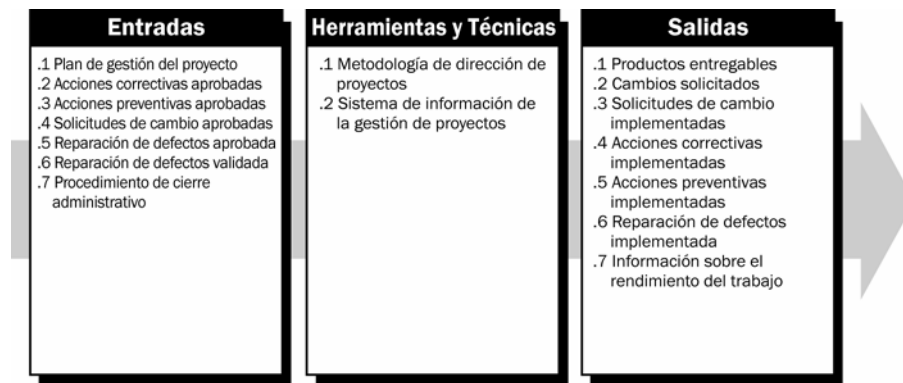 Entradas
.1 Plan de gestión del proyecto
.2 Acciones correctivas aprobadas
.3 Acciones preventivas aprobadas
.4 Solicitudes de cambio aprobadas
.5 Reparación de defectos aprobada
.6 Reparación de defectos validada
.7 Procedimiento de cierre
administrativo
Herramientas y Técnicas
.1 Metodología de dirección de
proyectos
.2 Sistema de información de
la gestión de proyectos
Salidas
.1 Productos entregables
.2 Cambios solicitados
.3 Solicitudes de cambio
implementadas
.4 Acciones correctivas
implementadas
.5 Acciones preventivas
implementadas
.6 Reparación de defectos
implementada
.7 Información sobre el
rendimiento del trabajo